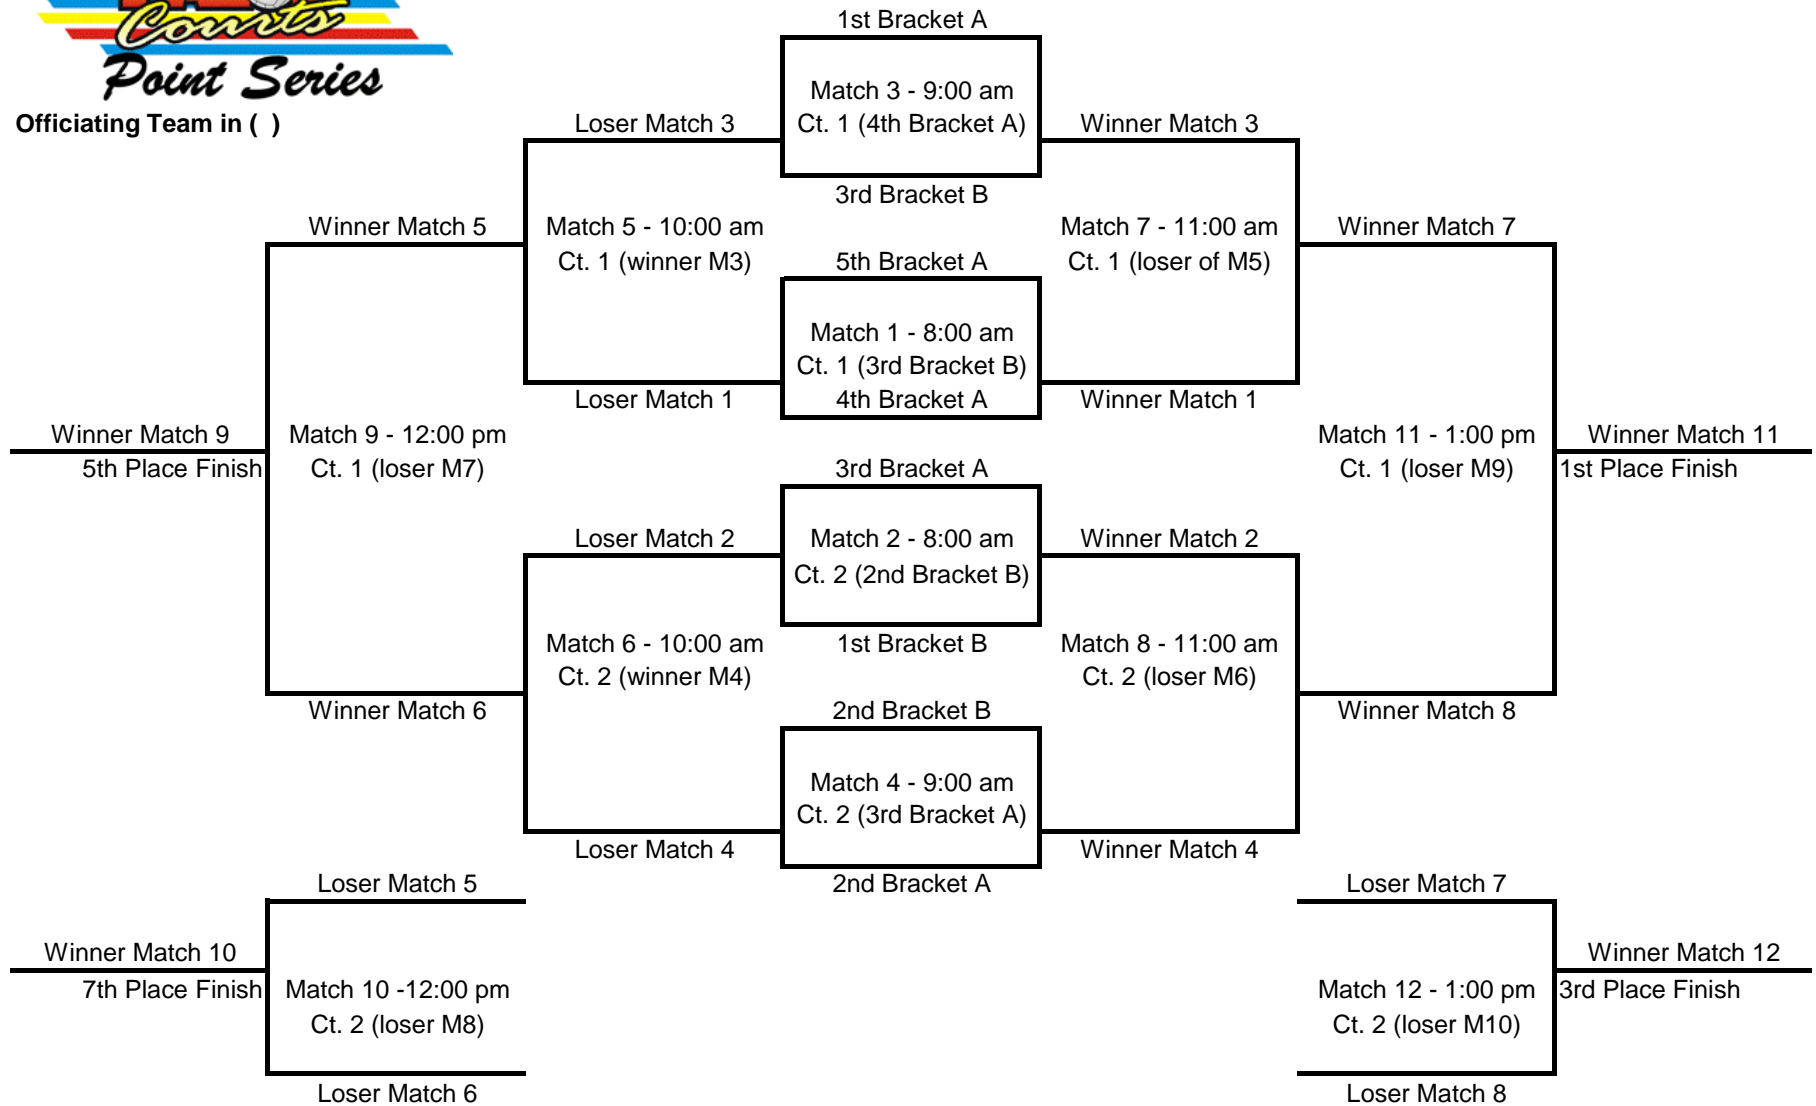 Courts
Point Series
Officiating Team in (  )
1st Bracket A
Match 3 - 9:00 am
Ct. 1 (4th Bracket A)
3rd Bracket B
Loser Match 3
Winner Match 3
Winner Match 5
Match 5 - 10:00 am
Ct. 1 (winner M3)
5th Bracket A
Match 1 - 8:00 am
Ct. 1 (3rd Bracket B)
4th Bracket A
Match 7 - 11:00 am
Ct. 1 (loser of M5)
Winner Match 7
Loser Match 1
Winner Match 1
Winner Match 9
5th Place Finish
Match 9 - 12:00 pm
Ct. 1 (loser M7)
Match 11 - 1:00 pm
Ct. 1 (loser M9)
Winner Match 11
1st Place Finish
3rd Bracket A
Loser Match 2
Match 2 - 8:00 am
Ct. 2 (2nd Bracket B)
Winner Match 2
1st Bracket B
Match 6 - 10:00 am
Ct. 2 (winner M4)
Match 8 - 11:00 am
Ct. 2 (loser M6)
Winner Match 6
2nd Bracket B
Winner Match 8
Match 4 - 9:00 am
Ct. 2 (3rd Bracket A)
Loser Match 4
Winner Match 4
2nd Bracket A
Loser Match 5
Loser Match 7
Winner Match 10
7th Place Finish
Match 10 -12:00 pm
Ct. 2 (loser M8)
Match 12 - 1:00 pm
Ct. 2 (loser M10)
Winner Match 12
3rd Place Finish
Loser Match 6
Loser Match 8